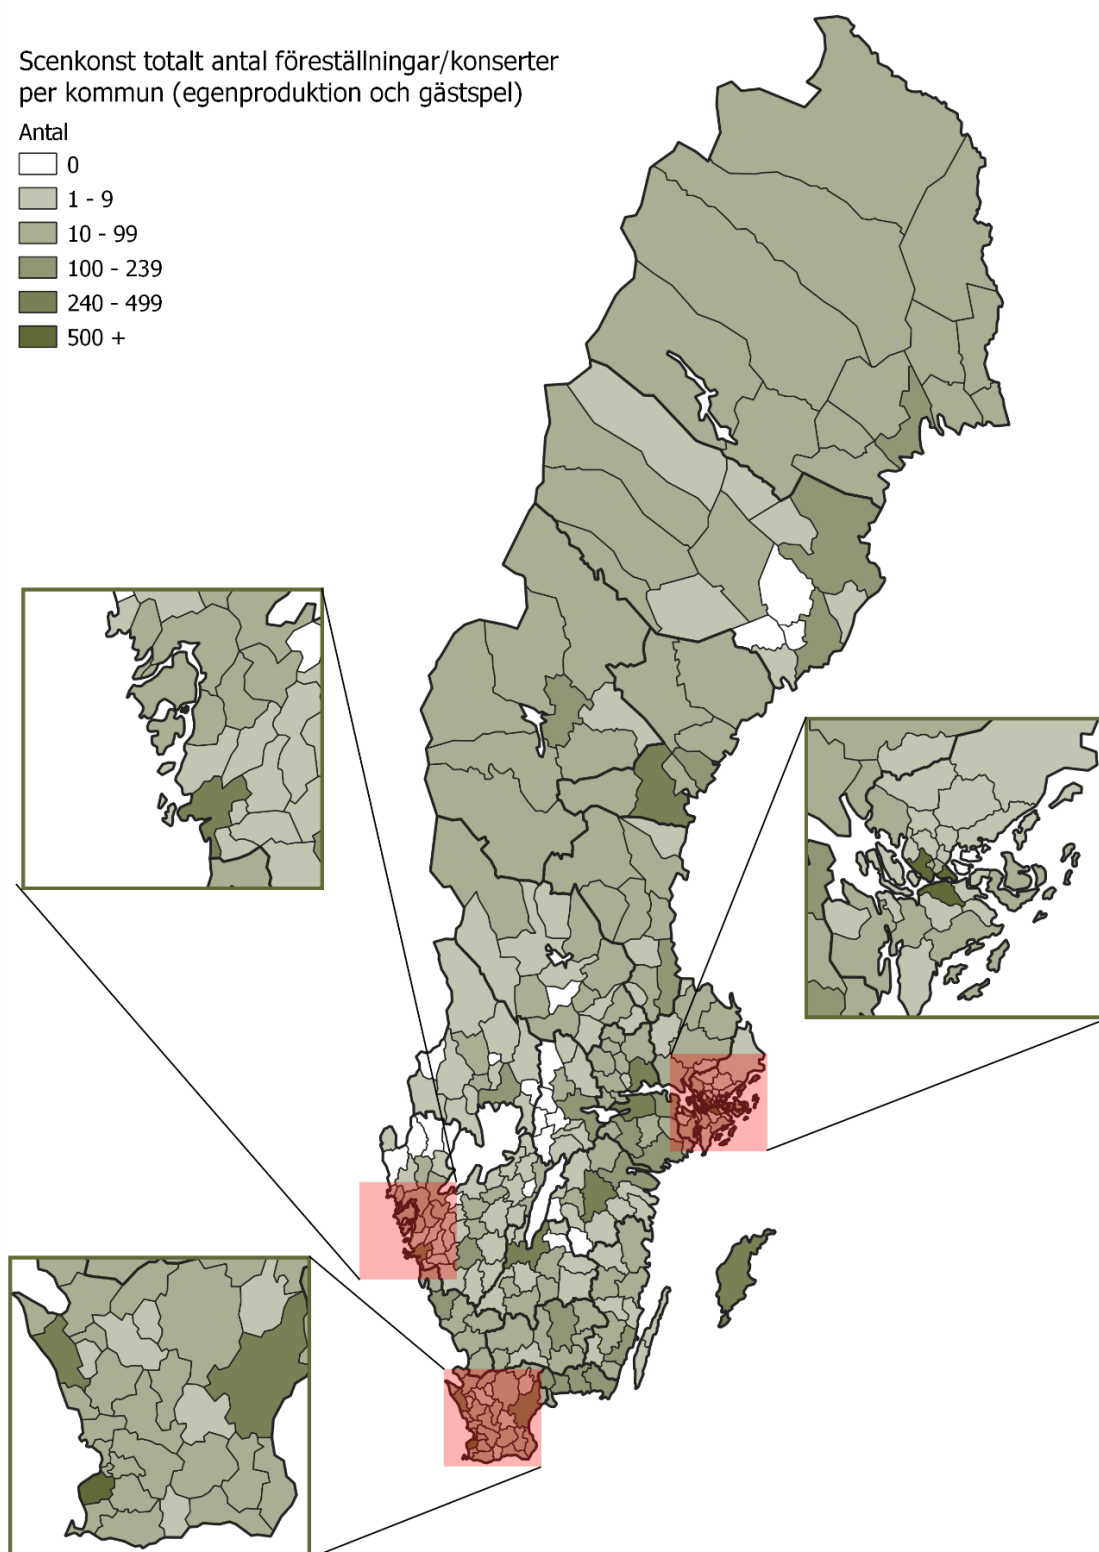 Scenkonst totalt antal föreställningar/konserter
per kommun (egenproduktion och gästspel)
Antal
0
1 - 9
10 - 99
100 - 239
240 - 499
500 +